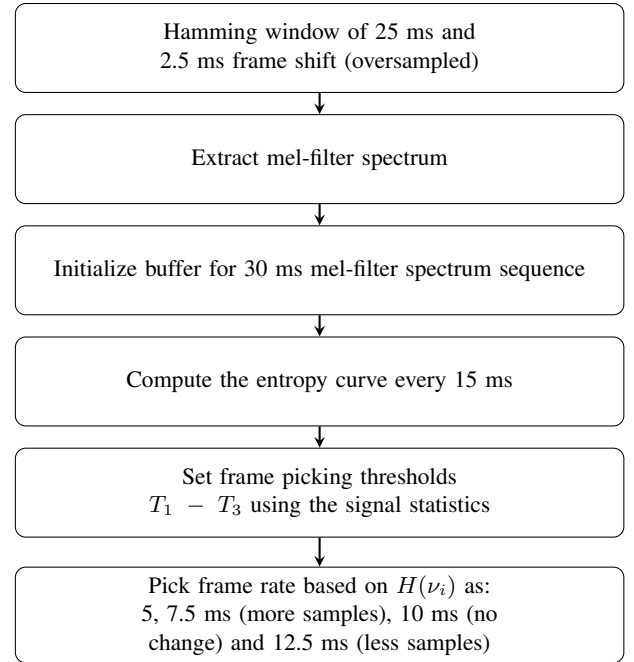 Hamming window of 25 ms and
2.5 ms frame shift (oversampled)
Extract mel-filter spectrum
Initialize buffer for 30 ms mel-filter spectrum sequence
Compute the entropy curve every 15 ms
Set frame picking thresholds
T₁ − T₃ using the signal statistics
Pick frame rate based on H(νᵢ) as:
5, 7.5 ms (more samples), 10 ms (no
change) and 12.5 ms (less samples)